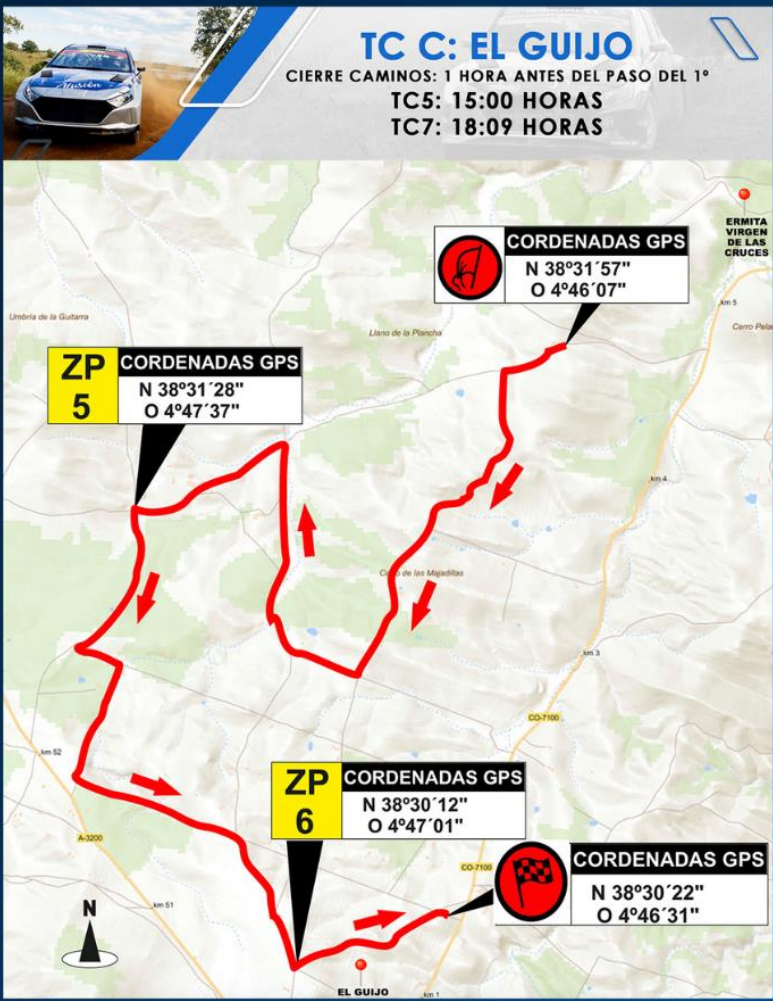 TC C: EL GUIJO
CIERRE CAMINOS: 1 HORA ANTES DEL PASO DEL 1º
TC5: 15:00 HORAS
TC7: 18:09 HORAS
ERMITA
VIRGEN
DE LAS
CRUCES
CORDENADAS GPS
N 38º31´57"
O 4º46´07"
km 5
Umbría de la Guitarra
Llano de la Plancha
Cerro Pela
ZP
5
CORDENADAS GPS
N 38º31´28"
O 4º47´37"
km 4
de las Majadillas
km 3
CO-7100
km 52
ZP
6
CORDENADAS GPS
N 38º30´12"
O 4º47´01"
A-3200
CO-7100
CORDENADAS GPS
N 38º30´22"
O 4º46´31"
km 51
N
EL GUIJO
km 1